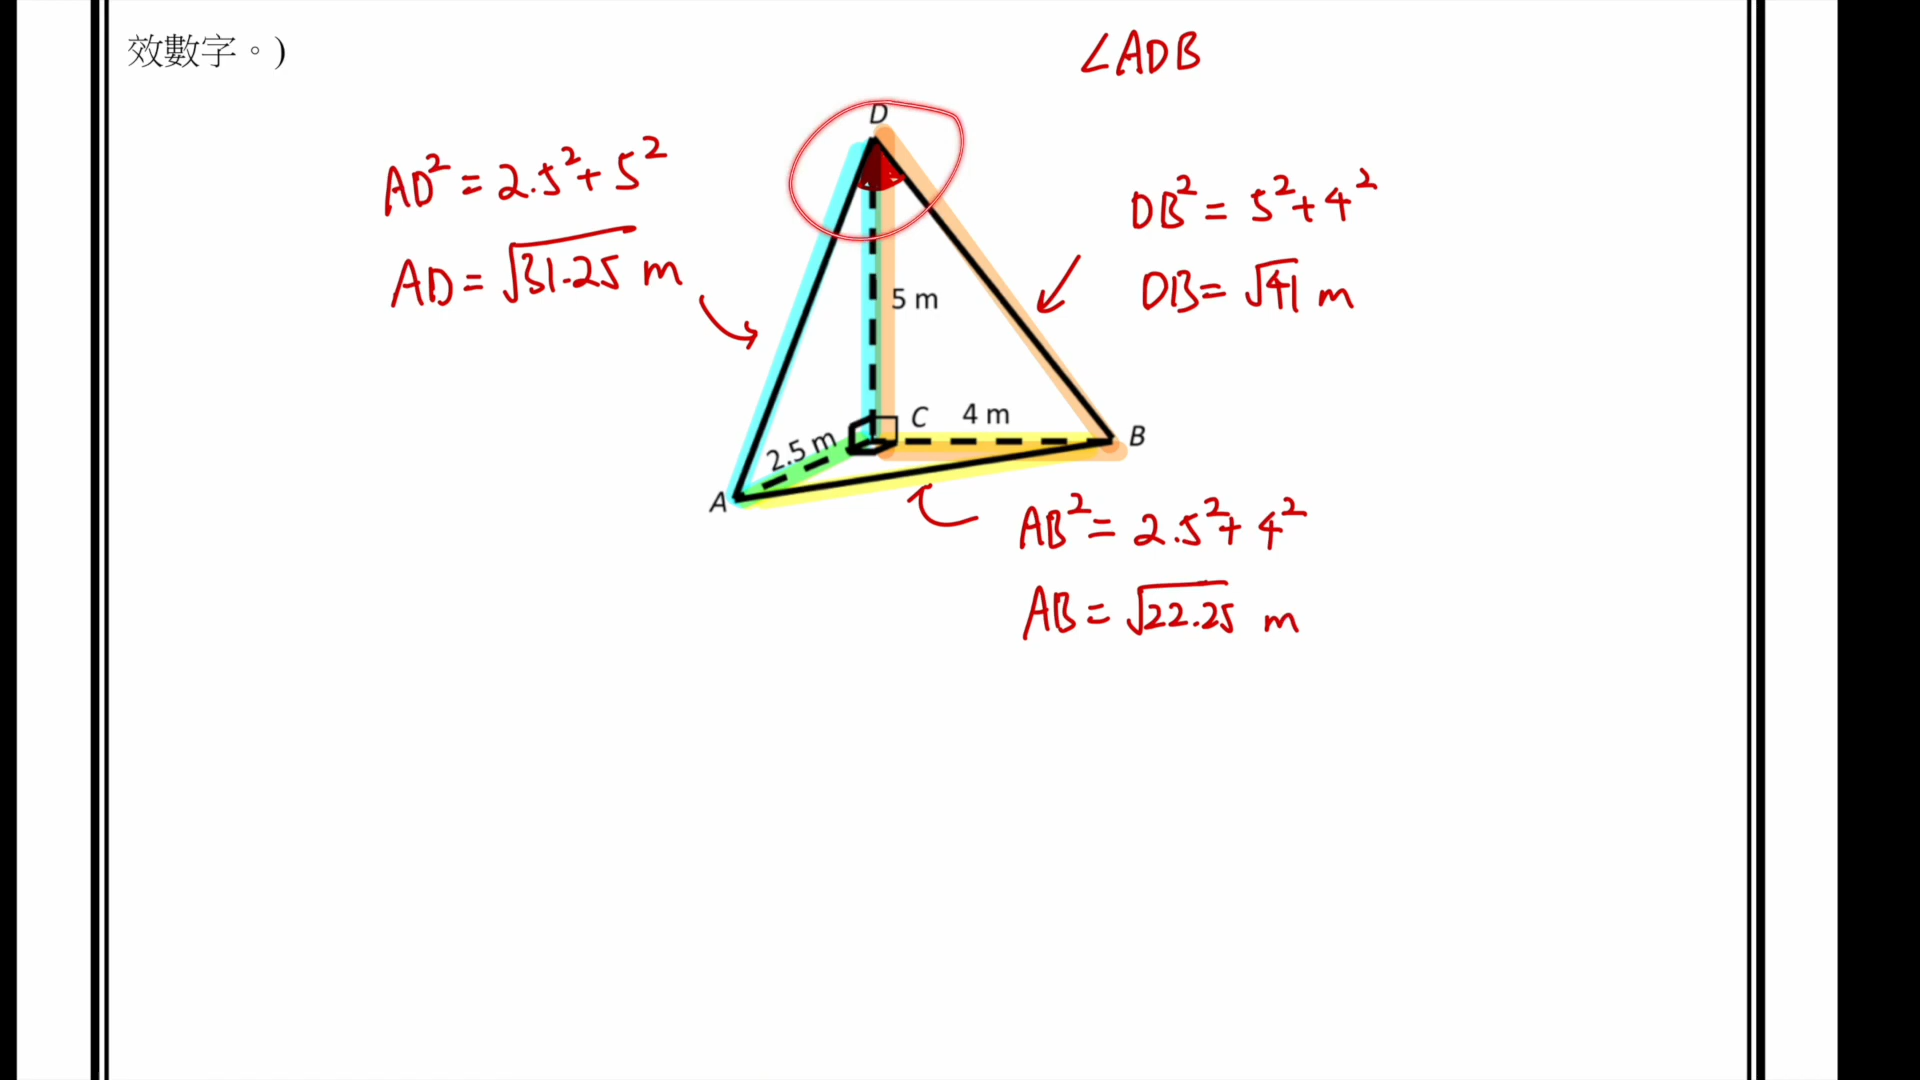 效數字。)
∠ADB
D
AD² = 2.5² + 5²
DB² = 5² + 4²
AD = √31.25 m
DB = √41 m
5 m
C
4 m
B
2.5 m
A
AB² = 2.5² + 4²
AB = √22.25 m